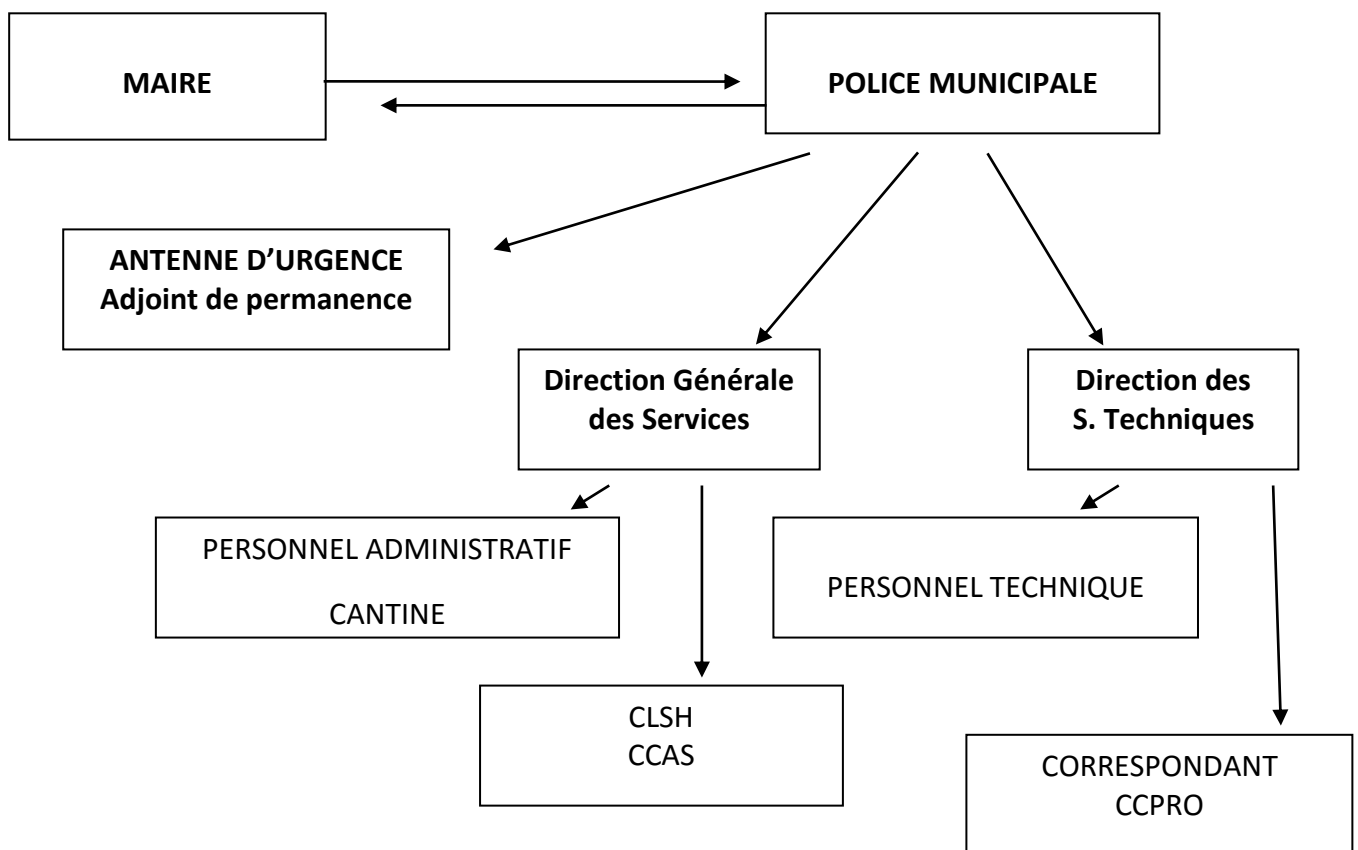 MAIRE
POLICE MUNICIPALE
ANTENNE D’URGENCE
Adjoint de permanence
Direction Générale
des Services
Direction des
S. Techniques
PERSONNEL ADMINISTRATIF
CANTINE
PERSONNEL TECHNIQUE
CLSH
CCAS
CORRESPONDANT
CCPRO